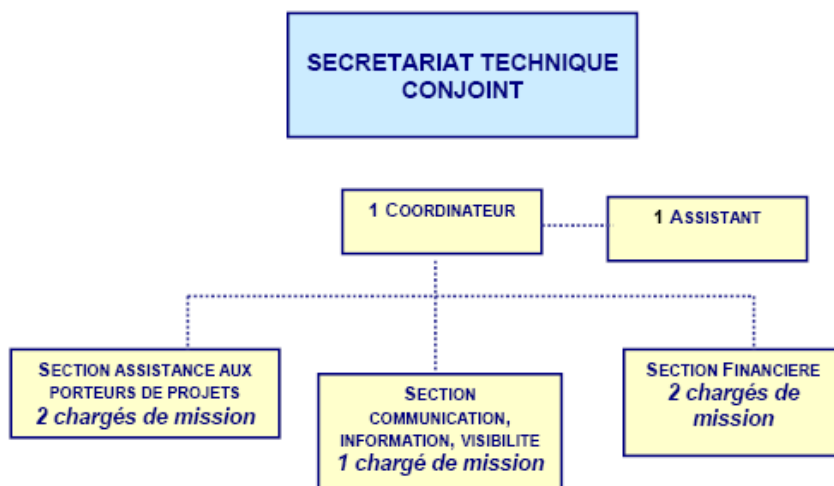 SECRETARIAT TECHNIQUE
CONJOINT
1 COORDINATEUR
1 ASSISTANT
SECTION ASSISTANCE AUX
PORTEURS DE PROJETS
2 chargés de mission
SECTION
COMMUNICATION,
INFORMATION, VISIBILITE
1 chargé de mission
SECTION FINANCIERE
2 chargés de
mission